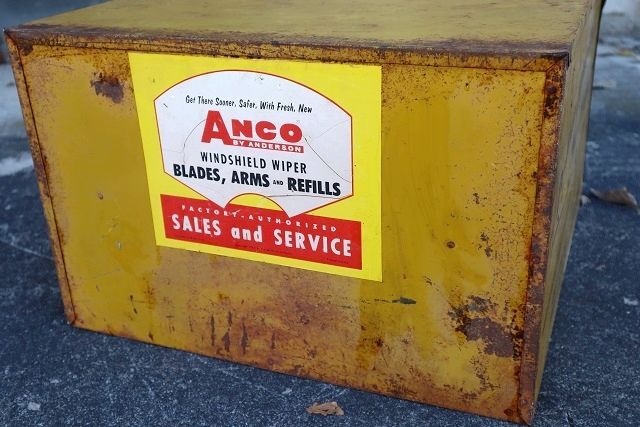 Get There Sooner, Safer, With Fresh, New
ANCO
BY ANDERSON
WINDSHIELD WIPER
BLADES, ARMS AND REFILLS
FACTORY-AUTHORIZED
SALES and SERVICE